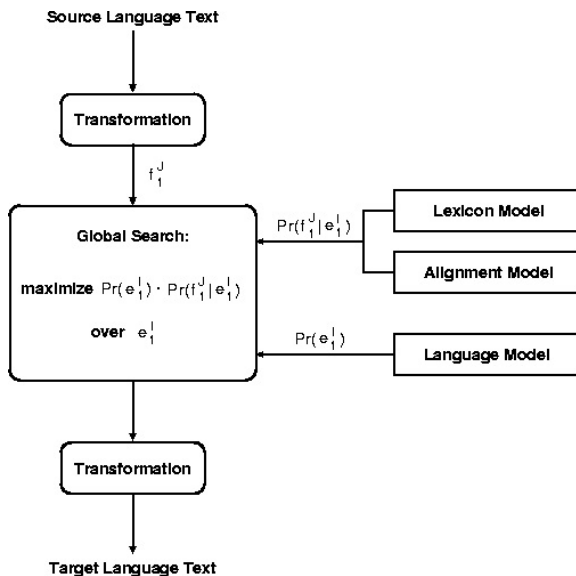 Source Language Text
Transformation
f_1^J
Global Search:
maximize Pr(e_1^I) · Pr(f_1^J | e_1^I)
over e_1^I
Pr(f_1^J | e_1^I)
Lexicon Model
Alignment Model
Pr(e_1^I)
Language Model
Transformation
Target Language Text